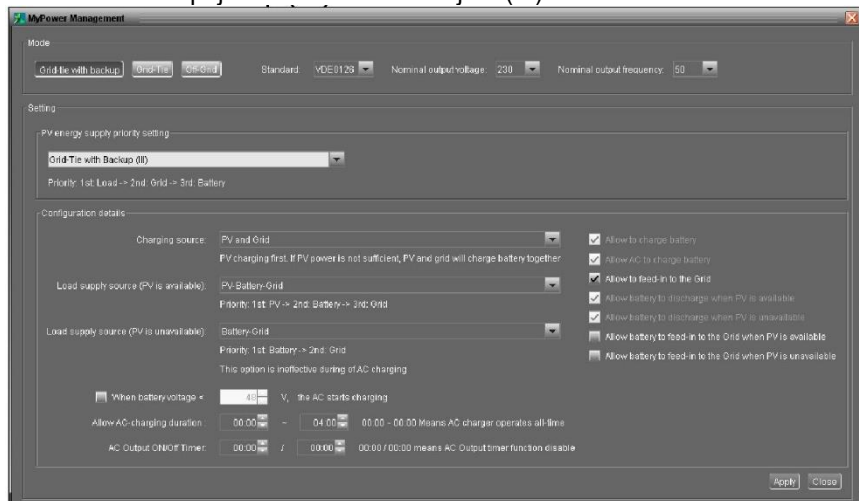 MyPower Management
Mode
Grid-tie with backup Grid-Tie Off-Grid Standard: VDE0126 Nominal output voltage: 230 Nominal output frequency: 50
Setting
PV energy supply priority setting
Grid-Tie with Backup (III)
Priority: 1st: Load -> 2nd: Grid -> 3rd: Battery
Configuration details
Charging source: PV and Grid
PV charging first. If PV power is not sufficient, PV and grid will charge battery together
Load supply source (PV is available): PV-Battery-Grid
Priority: 1st: PV -> 2nd: Battery -> 3rd: Grid
Load supply source (PV is unavailable): Battery-Grid
Priority: 1st: Battery -> 2nd: Grid
This option is ineffective during of AC charging
When battery voltage < 48 V, the AC starts charging
Allow AC-charging duration: 00:00 - 04:00 00:00 - 00:00 Means AC charger operates all-time
AC Output ON/Off Timer: 00:00 / 00:00 00:00 / 00:00 means AC Output timer function disable
Allow to charge battery
Allow AC to charge battery
Allow to feed-in to the Grid
Allow battery to discharge when PV is available
Allow battery to discharge when PV is unavailable
Allow battery to feed-in to the Grid when PV is available
Allow battery to feed-in to the Grid when PV is unavailable
Apply Close